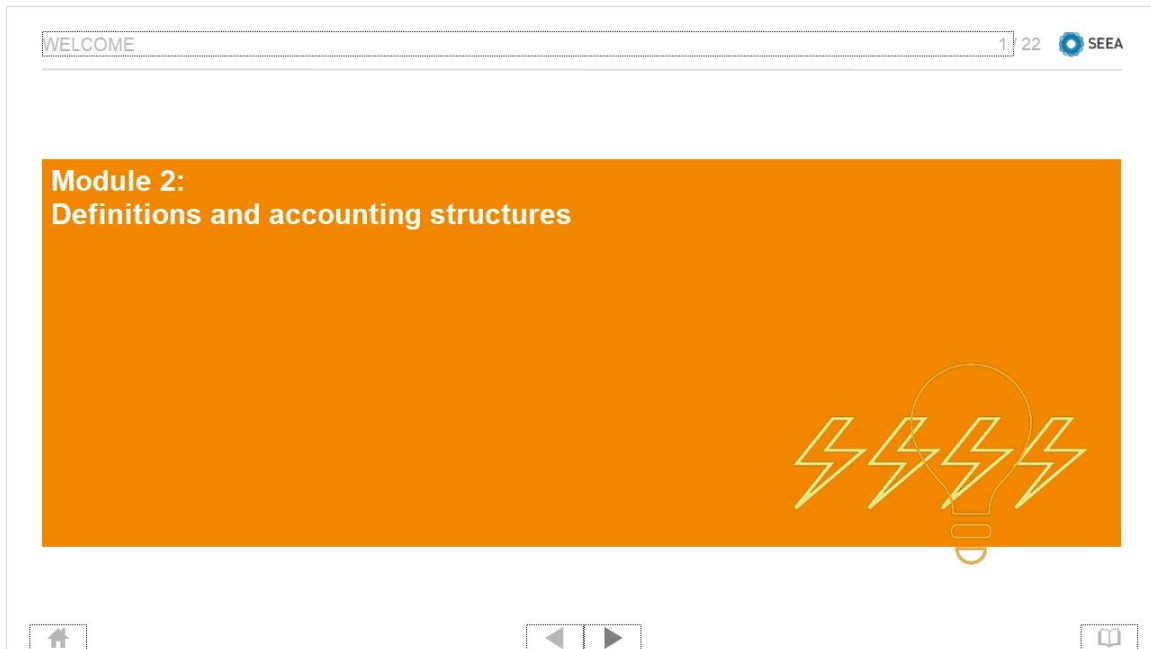 WELCOME 1 / 22 SEEA
Module 2:
Definitions and accounting structures